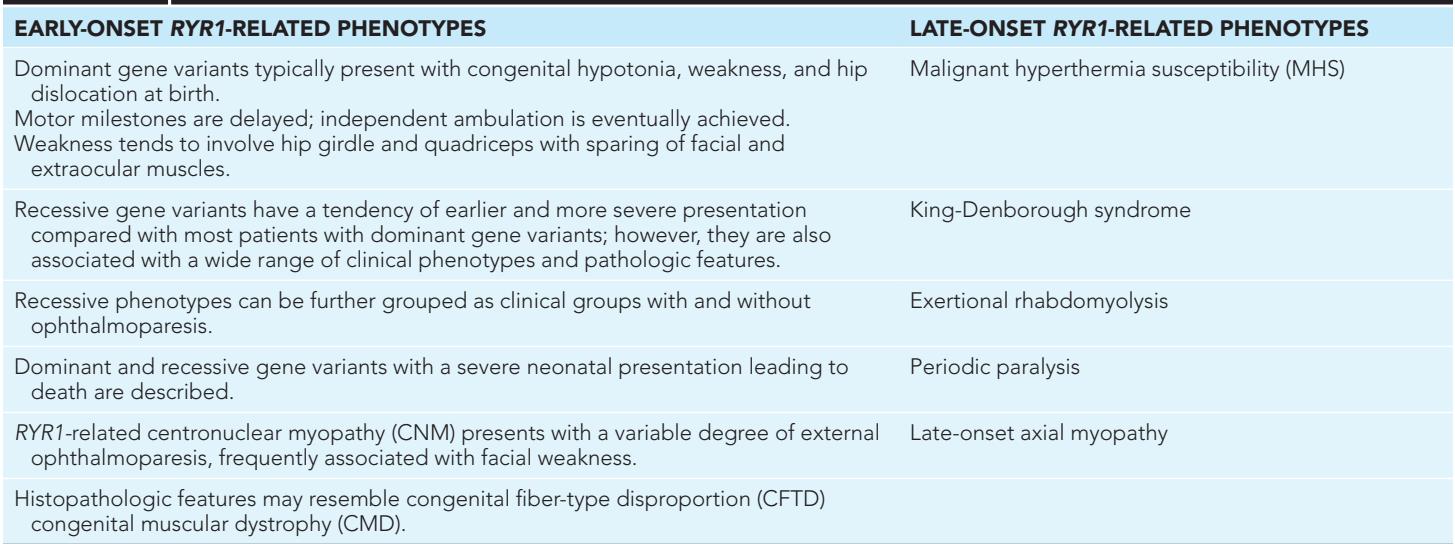 EARLY-ONSET RYR1-RELATED PHENOTYPES
LATE-ONSET RYR1-RELATED PHENOTYPES
Dominant gene variants typically present with congenital hypotonia, weakness, and hip
dislocation at birth.
Motor milestones are delayed; independent ambulation is eventually achieved.
Weakness tends to involve hip girdle and quadriceps with sparing of facial and
extraocular muscles.
Malignant hyperthermia susceptibility (MHS)
Recessive gene variants have a tendency of earlier and more severe presentation
compared with most patients with dominant gene variants; however, they are also
associated with a wide range of clinical phenotypes and pathologic features.
King-Denborough syndrome
Recessive phenotypes can be further grouped as clinical groups with and without
ophthalmoparesis.
Exertional rhabdomyolysis
Dominant and recessive gene variants with a severe neonatal presentation leading to
death are described.
Periodic paralysis
RYR1-related centronuclear myopathy (CNM) presents with a variable degree of external
ophthalmoparesis, frequently associated with facial weakness.
Late-onset axial myopathy
Histopathologic features may resemble congenital fiber-type disproportion (CFTD)
congenital muscular dystrophy (CMD).